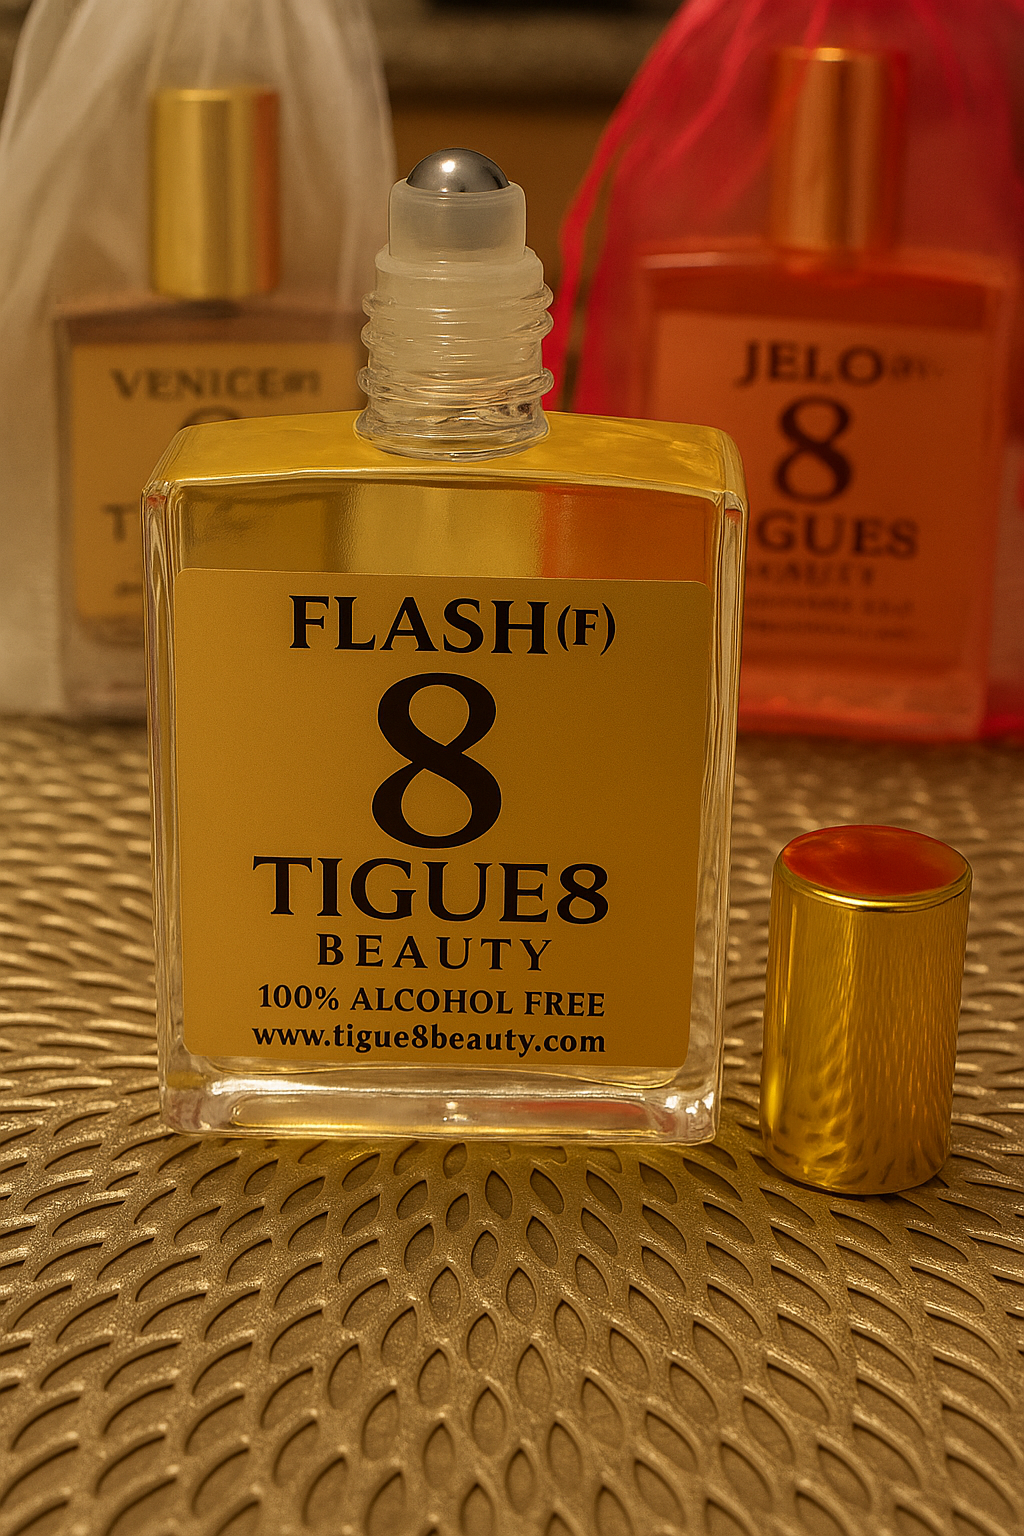 FLASH(F)
8
TIGUE8
BEAUTY
100% ALCOHOL FREE
www.tigue8beauty.com
VENICE
JELO
8
GUES